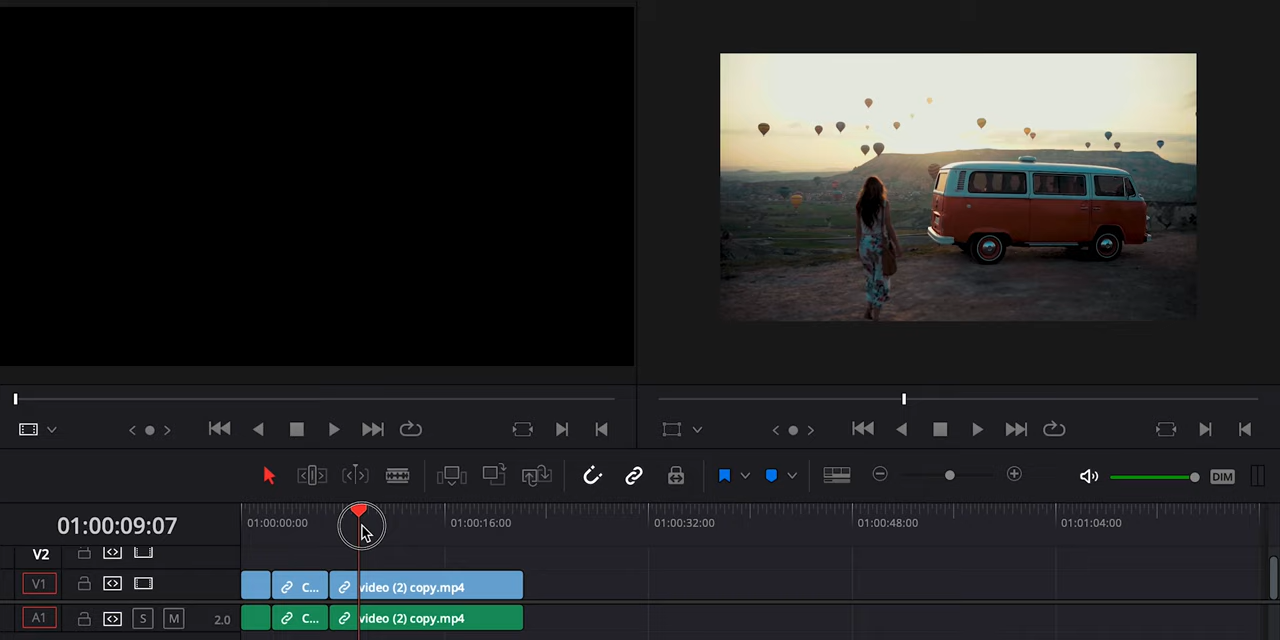 DIM
01:00:09:07
01:00:00:00
01:00:16:00
01:00:32:00
01:00:48:00
01:01:04:00
V2
V1
C...
video (2) copy.mp4
A1
S
M
2.0
C...
video (2) copy.mp4